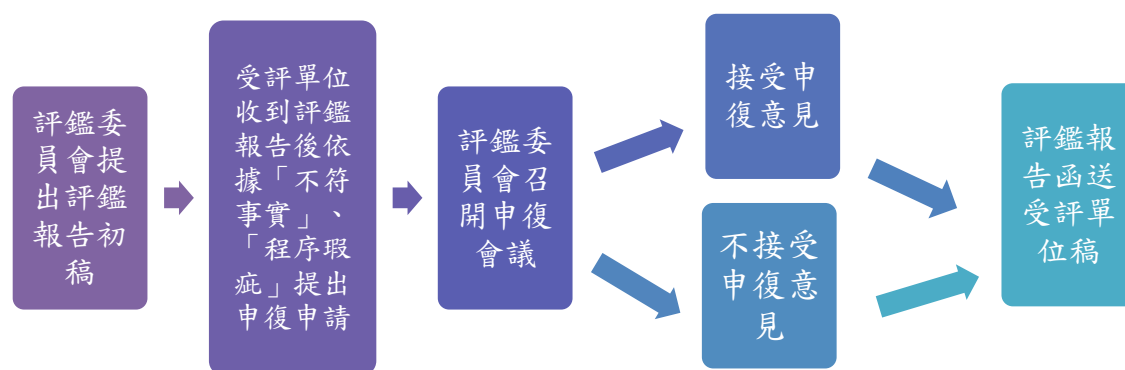 評鑑委
員會提
出評鑑
報告初
稿
受評單位
收到評鑑
報告後依
據「不符
事實」、
「程序瑕
疵」提出
申復申請
評鑑委
員會召
開申復
會議
接受申
復意見
不接受
申復意
見
評鑑報
告函送
受評單
位稿